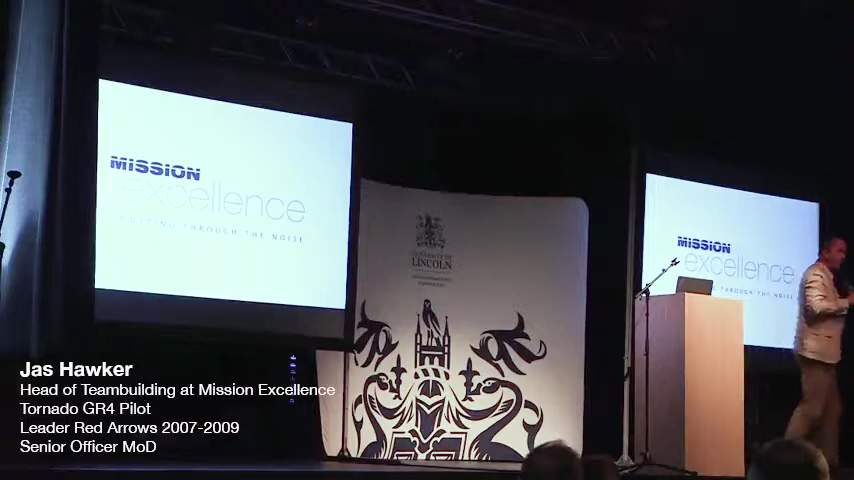 MiSSiON
excellence
CUTTING THROUGH THE NOISE
UNIVERSITY OF
LINCOLN
MiSSiON
excellence
THROUGH THE NOISE
Jas Hawker
Head of Teambuilding at Mission Excellence
Tornado GR4 Pilot
Leader Red Arrows 2007-2009
Senior Officer MoD